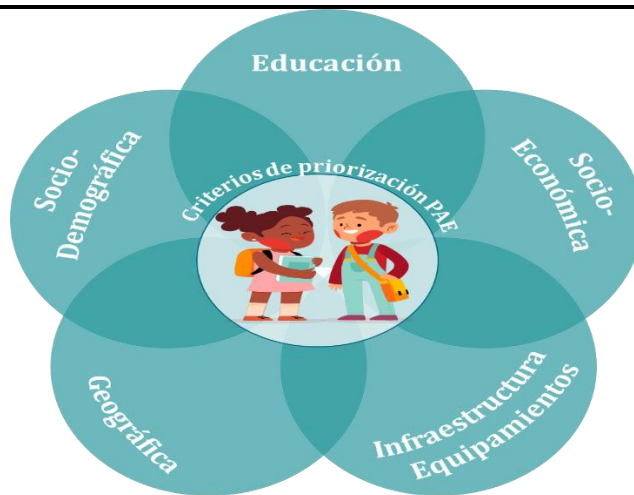 Educación
Socio-
Demográfica
Socio-
Económica
Criterios de priorización PAE
Geográfica
Infraestructura
Equipamientos